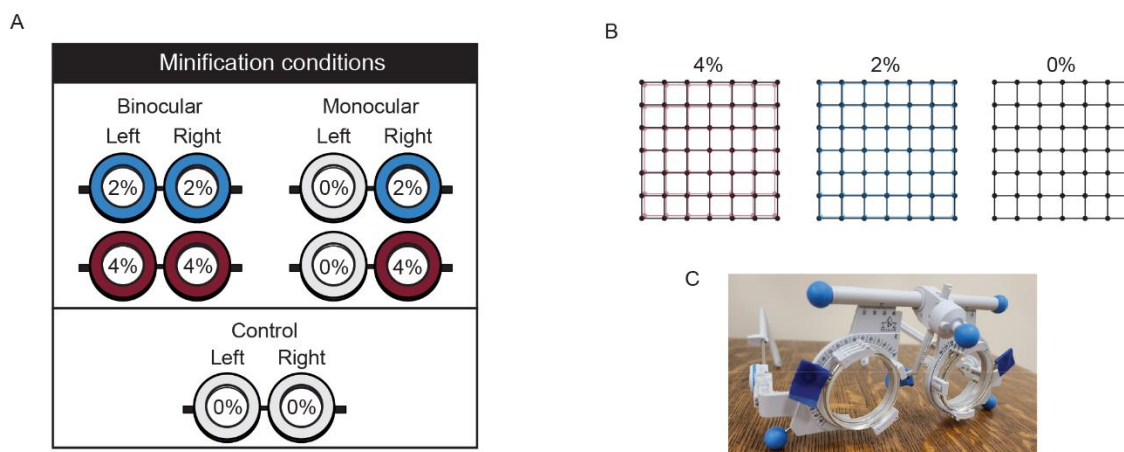 A
Minification conditions
Binocular
Left Right
2% 2%
4% 4%
Monocular
Left Right
0% 2%
0% 4%
Control
Left Right
0% 0%
B
4% 2% 0%
C